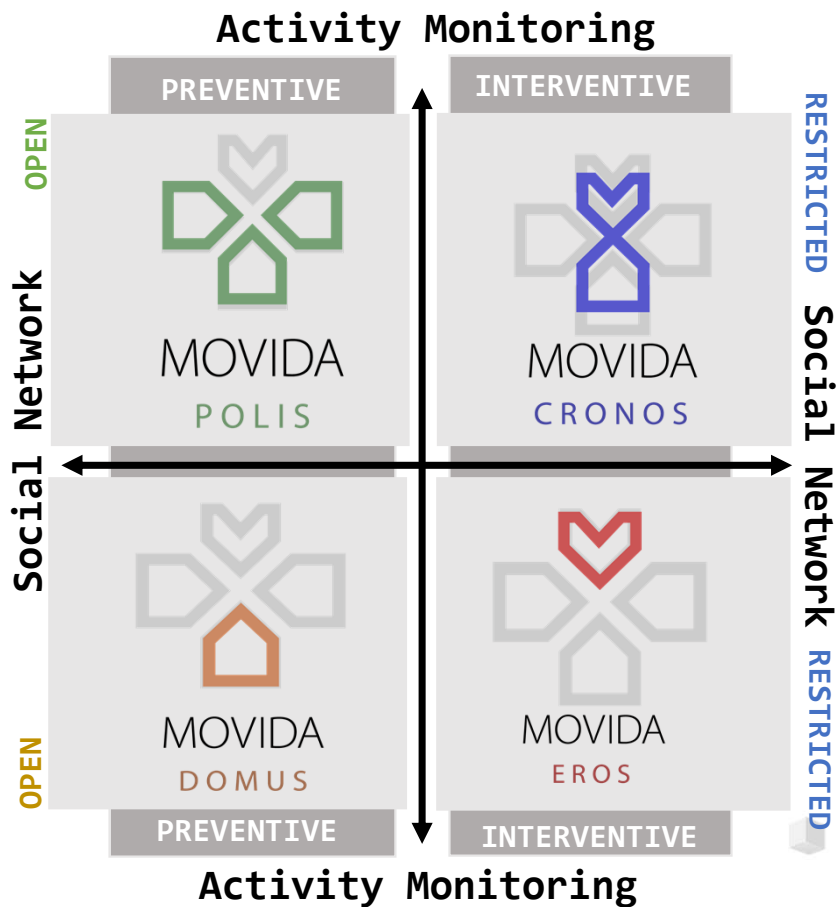 Activity Monitoring
PREVENTIVE
INTERVENTIVE
OPEN
RESTRICTED
MOVIDA
POLIS
MOVIDA
CRONOS
Social Network
Social Network
MOVIDA
DOMUS
MOVIDA
EROS
OPEN
RESTRICTED
PREVENTIVE
INTERVENTIVE
Activity Monitoring